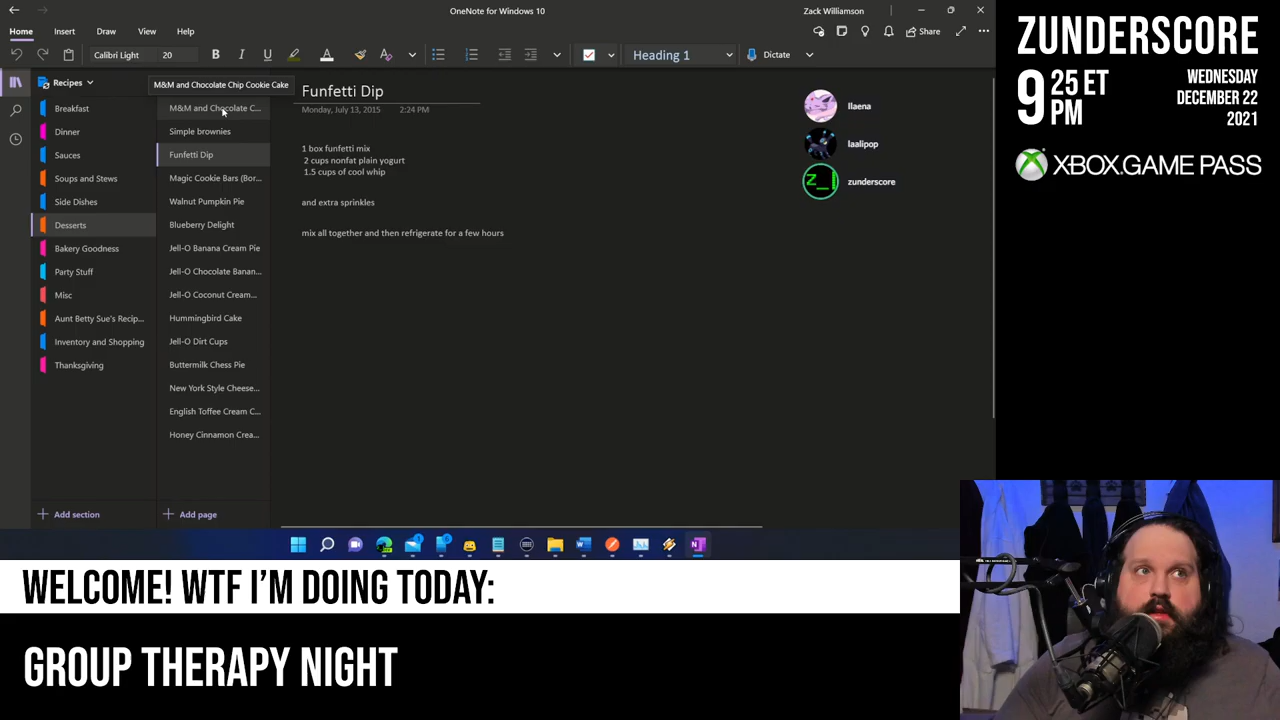 OneNote for Windows 10
Zack Williamson
Home
Insert
Draw
View
Help
Share
Calibri Light
20
B
I
U
A
A
Heading 1
Dictate
Recipes
M&M and Chocolate Chip Cookie Cake
Breakfast
Dinner
Sauces
Soups and Stews
Side Dishes
Desserts
Bakery Goodness
Party Stuff
Misc
Aunt Betty Sue's Recip...
Inventory and Shopping
Thanksgiving
Add section
M&M and Chocolate C...
Simple brownies
Funfetti Dip
Magic Cookie Bars (Bor...
Walnut Pumpkin Pie
Blueberry Delight
Jell-O Banana Cream Pie
Jell-O Chocolate Banan...
Jell-O Coconut Cream...
Hummingbird Cake
Jell-O Dirt Cups
Buttermilk Chess Pie
New York Style Cheese...
English Toffee Cream C...
Honey Cinnamon Crea...
Add page
Funfetti Dip
Monday, July 13, 2015 2:24 PM
1 box funfetti mix
2 cups nonfat plain yogurt
1.5 cups of cool whip
and extra sprinkles
mix all together and then refrigerate for a few hours
llaena
laalipop
z_|
zunderscore
ZUNDERSCORE
9 25 ET
PM
WEDNESDAY
DECEMBER 22
2021
XBOX.GAME PASS
WELCOME! WTF I'M DOING TODAY:
GROUP THERAPY NIGHT